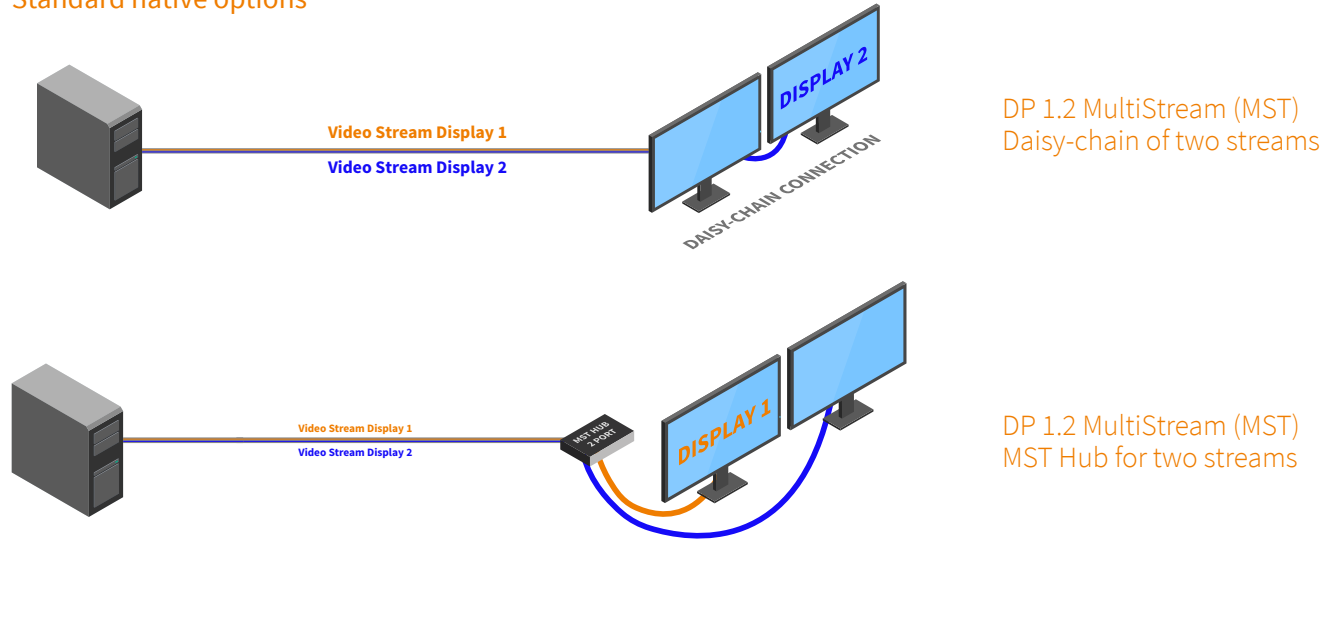 Standard native options
DISPLAY 2
Video Stream Display 1
Video Stream Display 2
DAISY-CHAIN CONNECTION
DP 1.2 MultiStream (MST)
Daisy-chain of two streams
Video Stream Display 1
Video Stream Display 2
MST HUB
2 PORT
DISPLAY 1
DP 1.2 MultiStream (MST)
MST Hub for two streams